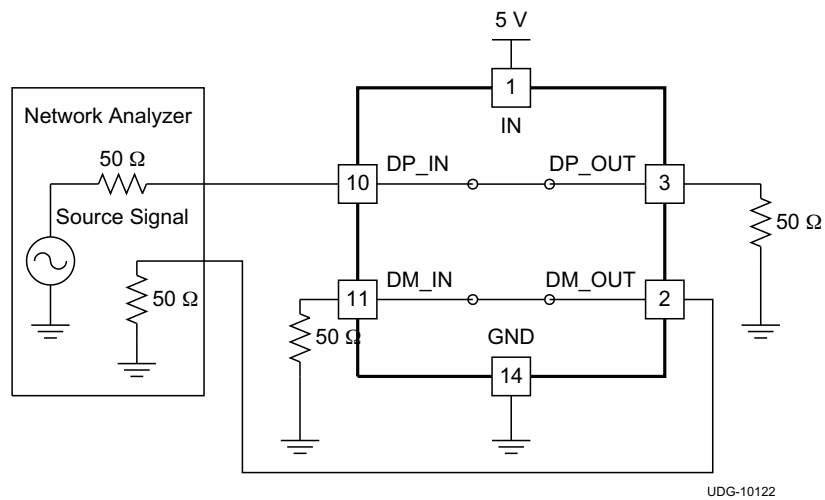 5 V
1
IN
Network Analyzer
50 Ω
Source Signal
50 Ω
10
DP_IN
DP_OUT
3
50 Ω
11
DM_IN
DM_OUT
2
50 Ω
GND
14
UDG-10122